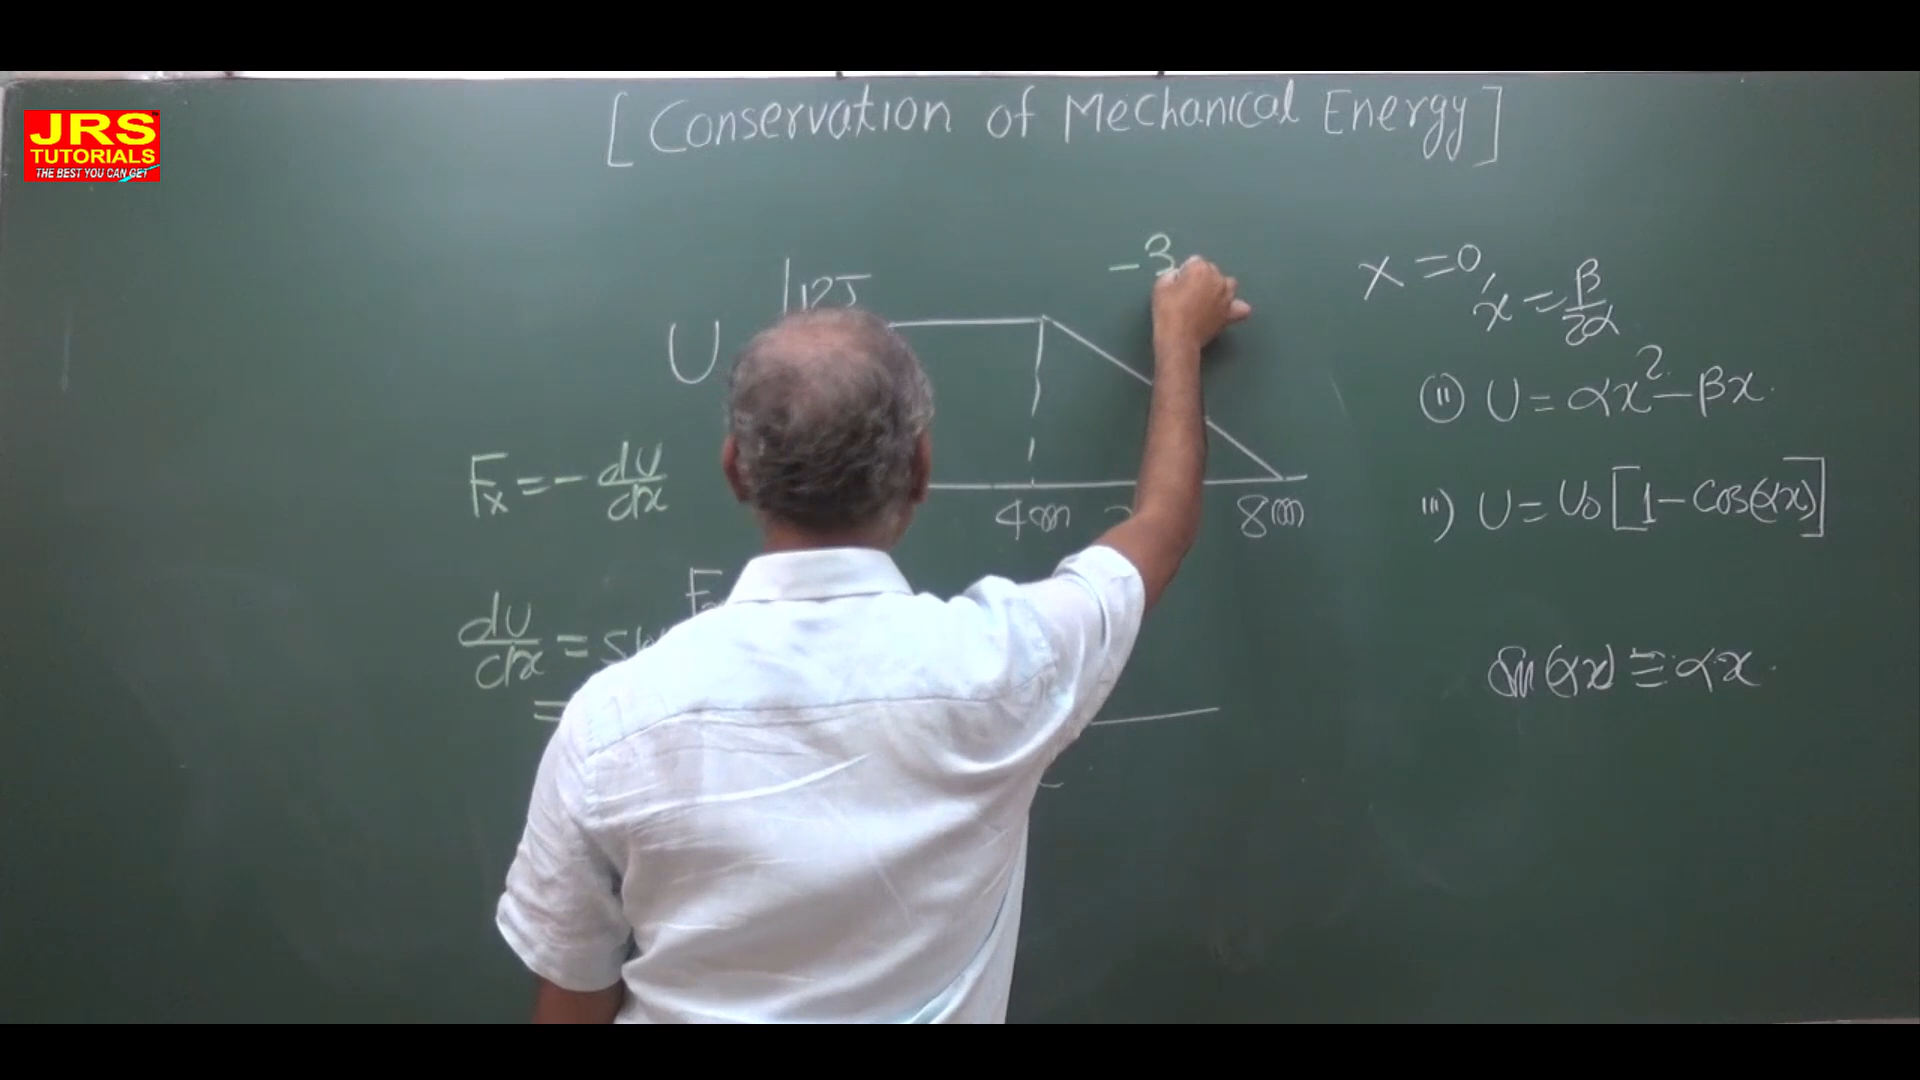 JRS
TUTORIALS
THE BEST YOU CAN GET
[Conservation of Mechanical Energy]
12J
U
-3
4m
8m
Fx = - dU/dx
dU/dx =
=
x = 0, x = β/2α
(ii) U = αx² - βx.
iii) U = U₀[1 - Cos(αx)]
Sin(αx) ≅ αx.